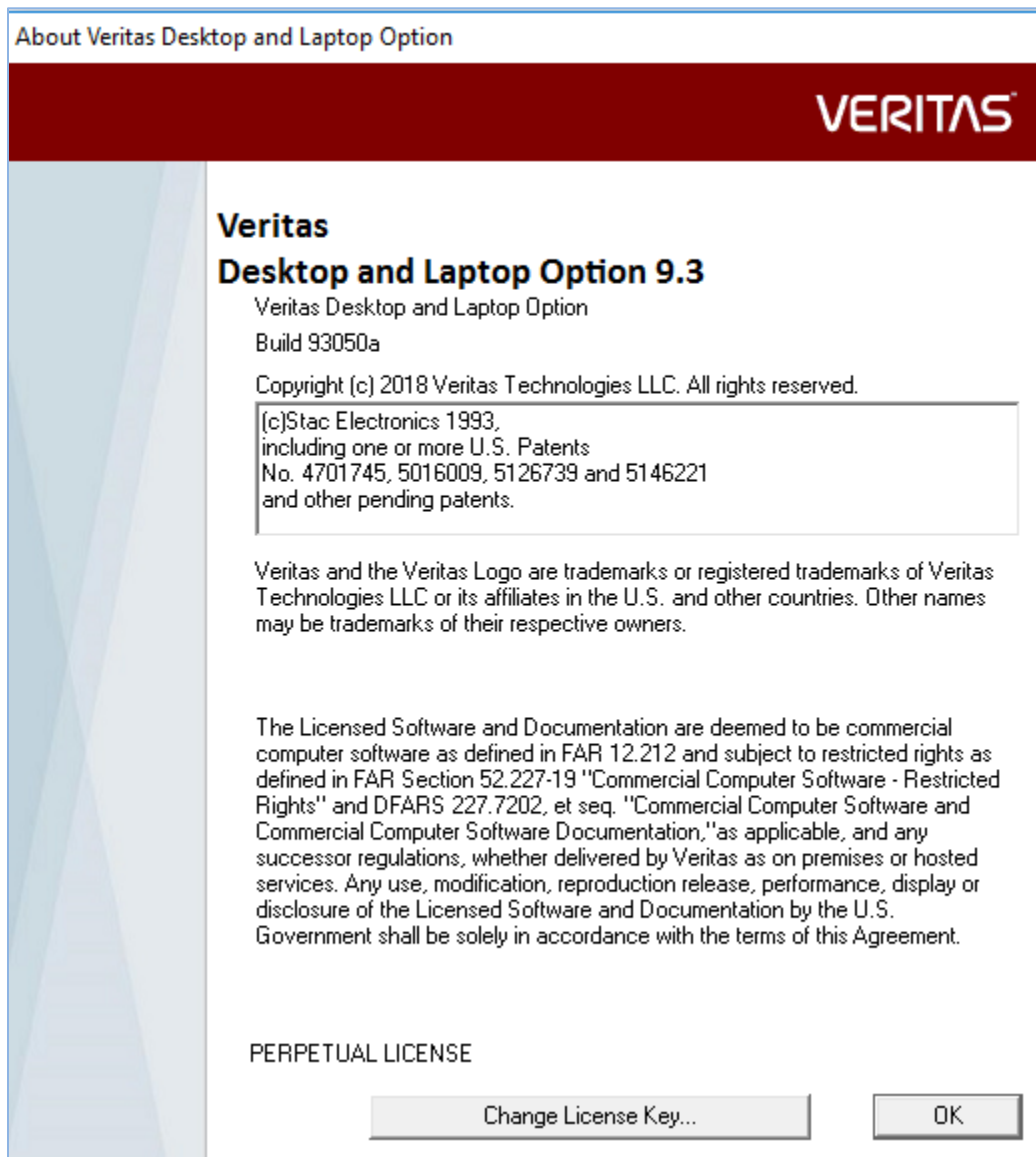 About Veritas Desktop and Laptop Option
VERITAS™
Veritas
Desktop and Laptop Option 9.3
Veritas Desktop and Laptop Option
Build 93050a
Copyright (c) 2018 Veritas Technologies LLC. All rights reserved.
(c)Stac Electronics 1993,
including one or more U.S. Patents
No. 4701745, 5016009, 5126739 and 5146221
and other pending patents.
Veritas and the Veritas Logo are trademarks or registered trademarks of Veritas
Technologies LLC or its affiliates in the U.S. and other countries. Other names
may be trademarks of their respective owners.
The Licensed Software and Documentation are deemed to be commercial
computer software as defined in FAR 12.212 and subject to restricted rights as
defined in FAR Section 52.227-19 "Commercial Computer Software - Restricted
Rights" and DFARS 227.7202, et seq. "Commercial Computer Software and
Commercial Computer Software Documentation,"as applicable, and any
successor regulations, whether delivered by Veritas as on premises or hosted
services. Any use, modification, reproduction release, performance, display or
disclosure of the Licensed Software and Documentation by the U.S.
Government shall be solely in accordance with the terms of this Agreement.
PERPETUAL LICENSE
Change License Key...
OK